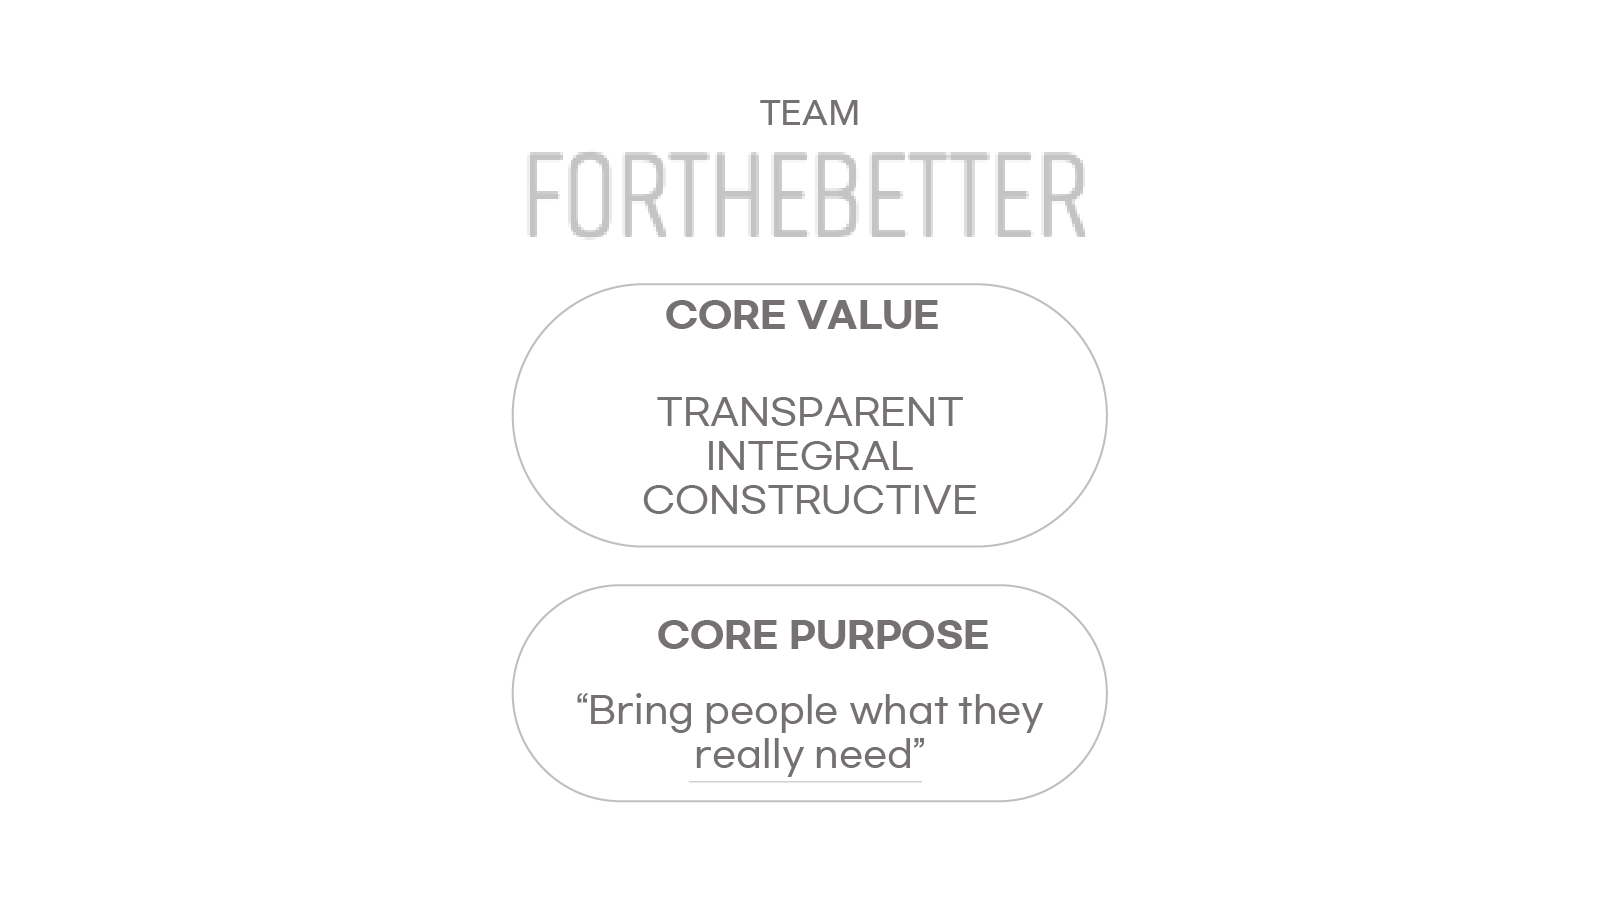 TEAM
FORTHEBETTER
CORE VALUE
TRANSPARENT
INTEGRAL
CONSTRUCTIVE
CORE PURPOSE
“Bring people what they
really need”